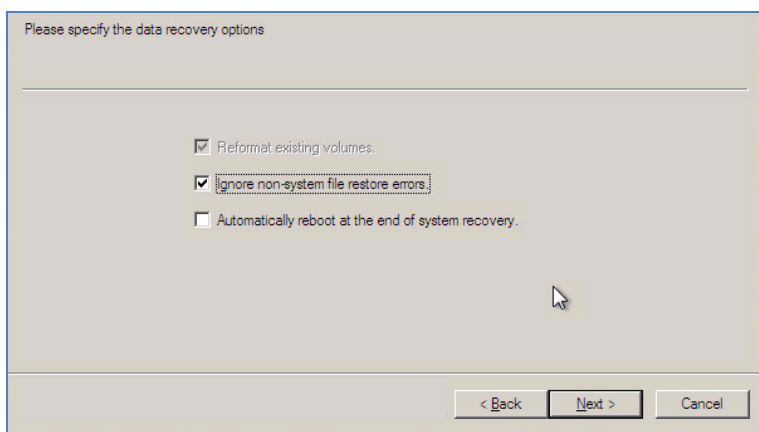 Please specify the data recovery options
Reformat existing volumes.
Ignore non-system file restore errors.
Automatically reboot at the end of system recovery.
< Back Next > Cancel